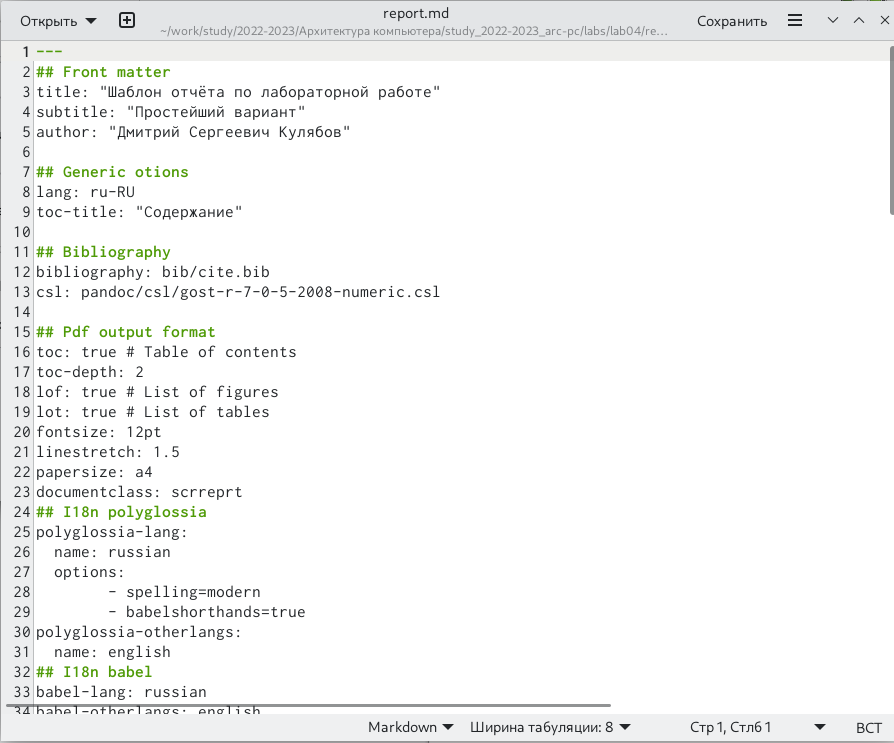 Открыть
report.md
~/work/study/2022-2023/Архитектура компьютера/study_2022-2023_arc-pc/labs/lab04/re...
Сохранить
1 ---
2 ## Front matter
3 title: "Шаблон отчёта по лабораторной работе"
4 subtitle: "Простейший вариант"
5 author: "Дмитрий Сергеевич Кулябов"
6
7 ## Generic otions
8 lang: ru-RU
9 toc-title: "Содержание"
10
11 ## Bibliography
12 bibliography: bib/cite.bib
13 csl: pandoc/csl/gost-r-7-0-5-2008-numeric.csl
14
15 ## Pdf output format
16 toc: true # Table of contents
17 toc-depth: 2
18 lof: true # List of figures
19 lot: true # List of tables
20 fontsize: 12pt
21 linestretch: 1.5
22 papersize: a4
23 documentclass: scrreprt
24 ## I18n polyglossia
25 polyglossia-lang:
26   name: russian
27   options:
28         - spelling=modern
29         - babelshorthands=true
30 polyglossia-otherlangs:
31   name: english
32 ## I18n babel
33 babel-lang: russian
34 babel-otherlangs: english
Markdown Ширина табуляции: 8 Стр 1, Стлб 1 ВСТ